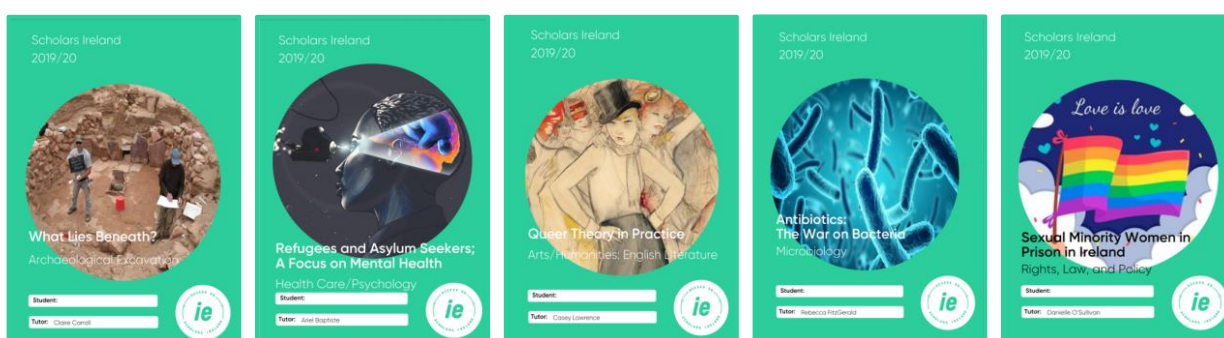 Scholars Ireland
2019/20
What Lies Beneath?
Archaeological Excavation
Student:
Tutor: Claire Carroll
ie
Scholars Ireland
2019/20
Refugees and Asylum Seekers;
A Focus on Mental Health
Health Care/Psychology
Student:
Tutor: Ariel Baptiste
ie
Scholars Ireland
2019/20
Queer Theory in Practice
Arts/Humanities: English Literature
Student:
Tutor: Casey Lawrence
ie
Scholars Ireland
2019/20
Antibiotics:
The War on Bacteria
Microbiology
Student:
Tutor: Rebecca FitzGerald
ie
Scholars Ireland
2019/20
Love is love
Sexual Minority Women in
Prison in Ireland
Rights, Law, and Policy
Student:
Tutor: Danielle O'Sullivan
ie